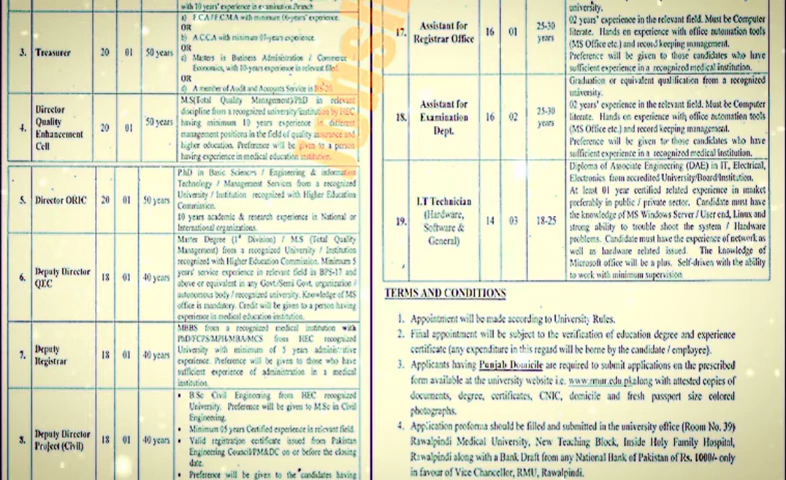 with 10 years' experience in examination Branch
3. Treasurer 20 01 50 years
a) FCA/FCMA with minimum 06-years' experience.
OR
b) ACCA with minimum 07-years experience.
OR
c) Masters in Business Administration / Commerce
Economics, with 10-years experience in relevant filed
OR
d) A member of Audit and Accounts Service in BS-20
4. Director
Quality
Enhancement
Cell
20 01 50 years
M.S(Total Quality Management)/PhD in relevant
discipline from a recognized university/institution by HEC
having minimum 10 years experience in different
management positions in the field of quality assurance and
higher education. Preference will be given to a person
having experience in medical education institution.
5. Director ORIC 20 01 50 years
PhD in Basic Sciences / Engineering & information
Technology / Management Services from a recognized
University / Institution recognized with Higher Education
Commission.
10 years academic & research experience in National or
International organizations.
6. Deputy Director
QEC
18 01 40 years
Master Degree (1st Division) / M.S (Total Quality
Management) from a recognized University / Institution
recognized with Higher Education Commission. Minimum 5
years' service experience in relevant field in BPS-17 and
above or equivalent in any Govt/Semi Govt. organization /
autonomous body / recognized university. Knowledge of MS
office is mandatory. Credit will be given to a person having
experience in medical education institution.
7. Deputy
Registrar
18 01 40 years
MBBS from a recognized medical institution with
PhD/FCPS/MPH/MBA/MCS from HEC recognized
University with minimum of 5 years administrative
experience. Preference will be given to those who have
sufficient experience of administration in a medical
institution.
8. Deputy Director
Project (Civil)
18 01 40 years
• B.Sc Civil Engineering from HEC recognized
University. Preference will be given to M.Sc in Civil
Engineering.
• Minimum 05 years Certified experience in relevant field.
• Valid registration certificate issued from Pakistan
Engineering Council/PM&DC on or before the closing
date.
• Preference will be given to the candidates having
17. Assistant for
Registrar Office
16 01 25-30
years
university.
02 years' experience in the relevant field. Must be Computer
literate. Hands on experience with office automation tools
(MS Office etc.) and record keeping management.
Preference will be given to those candidates who have
sufficient experience in a recognized medical institution.
18. Assistant for
Examination
Dept.
16 02 25-30
years
Graduation or equivalent qualification from a recognized
university.
02 years' experience in the relevant field. Must be Computer
literate. Hands on experience with office automation tools
(MS Office etc.) and record keeping management.
Preference will be given to those candidates who have
sufficient experience in a recognized medical institution.
19. I.T Technician
(Hardware,
Software &
General)
14 03 18-25
Diploma of Associate Engineering (DAE) in IT, Electrical,
Electronics from accredited University/Board/Institution.
At least 01 year certified related experience in market
preferably in public / private sector. Candidate must have
the knowledge of MS Windows Server / User end, Linux and
strong ability to trouble shoot the system / Hardware
problems. Candidate must have the experience of network as
well as hardware related issued. The knowledge of
Microsoft office will be a plus. Self-driven with the ability
to work with minimum supervision
TERMS AND CONDITIONS
1. Appointment will be made according to University Rules.
2. Final appointment will be subject to the verification of education degree and experience
certificate (any expenditure in this regard will be borne by the candidate / employee).
3. Applicants having Punjab Domicile are required to submit applications on the prescribed
form available at the university website i.e. www.rmur.edu.pk along with attested copies of
documents, degree, certificates, CNIC, domicile and fresh passport size colored
photographs.
4. Application proforma should be filled and submitted in the university office (Room No. 39)
Rawalpindi Medical University, New Teaching Block, Inside Holy Family Hospital,
Rawalpindi along with a Bank Draft from any National Bank of Pakistan of Rs. 1000/- only
in favour of Vice Chancellor, RMU, Rawalpindi.